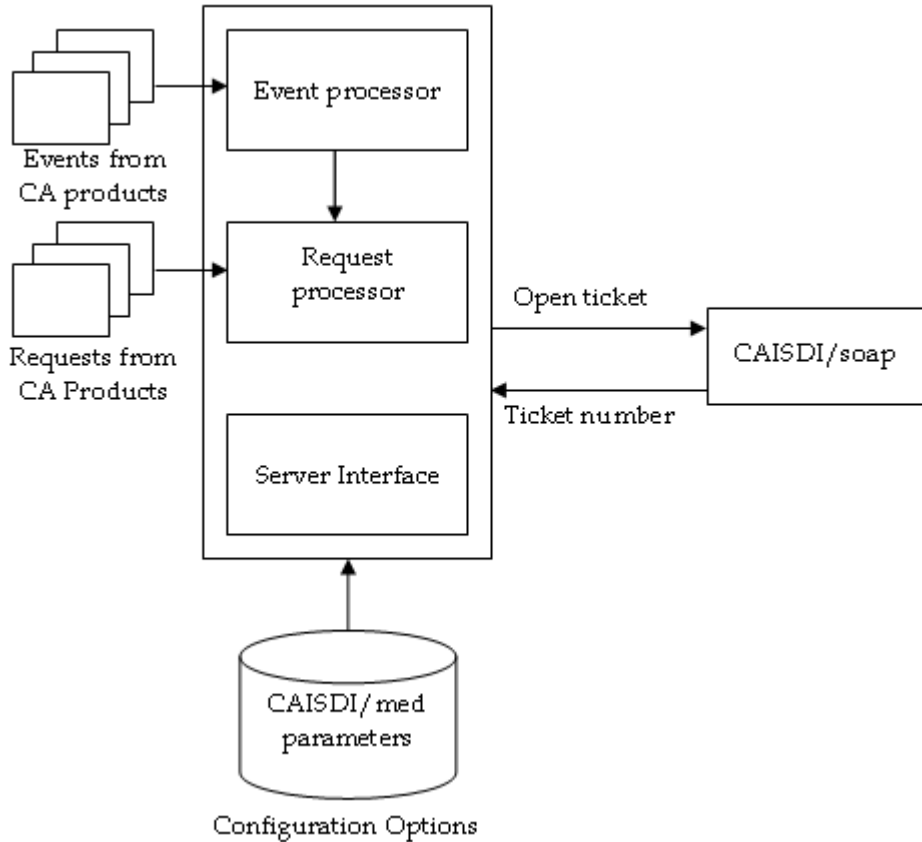 Event processor
Events from
CA products
Request
processor
Requests from
CA Products
Open ticket
CAISDI/soap
Ticket number
Server Interface
CAISDI/med
parameters
Configuration Options